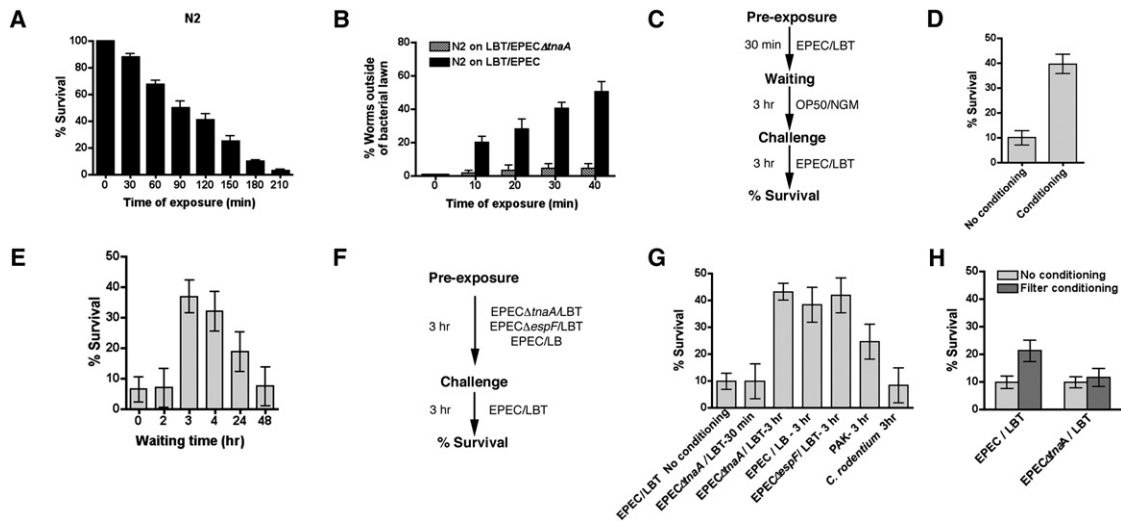 A
N2
% Survival
100
80
60
40
20
0
0 30 60 90 120 150 180 210
Time of exposure (min)
B
N2 on LBT/EPECΔtnaA
N2 on LBT/EPEC
% Worms outside
of bacterial lawn
80
60
40
20
0
0 10 20 30 40
Time of exposure (min)
C
Pre-exposure
30 min EPEC/LBT
Waiting
3 hr OP50/NGM
Challenge
3 hr EPEC/LBT
% Survival
D
% Survival
50
40
30
20
10
0
No conditioning
Conditioning
E
% Survival
50
40
30
20
10
0
0 2 3 4 24 48
Waiting time (hr)
F
Pre-exposure
EPECΔtnaA/LBT
3 hr EPECΔespF/LBT
EPEC/LB
Challenge
3 hr EPEC/LBT
% Survival
G
% Survival
50
40
30
20
10
0
EPEC/LBT No conditioning
EPECΔtnaA /LBT-30 min
EPECΔtnaA/ LBT-3 hr
EPEC / LB - 3 hr
EPECΔespF/ LBT- 3 hr
PAK- 3 hr
C. rodentium 3hr
H
No conditioning
Filter conditioning
% Survival
50
40
30
20
10
0
EPEC / LBT
EPECΔtnaA / LBT